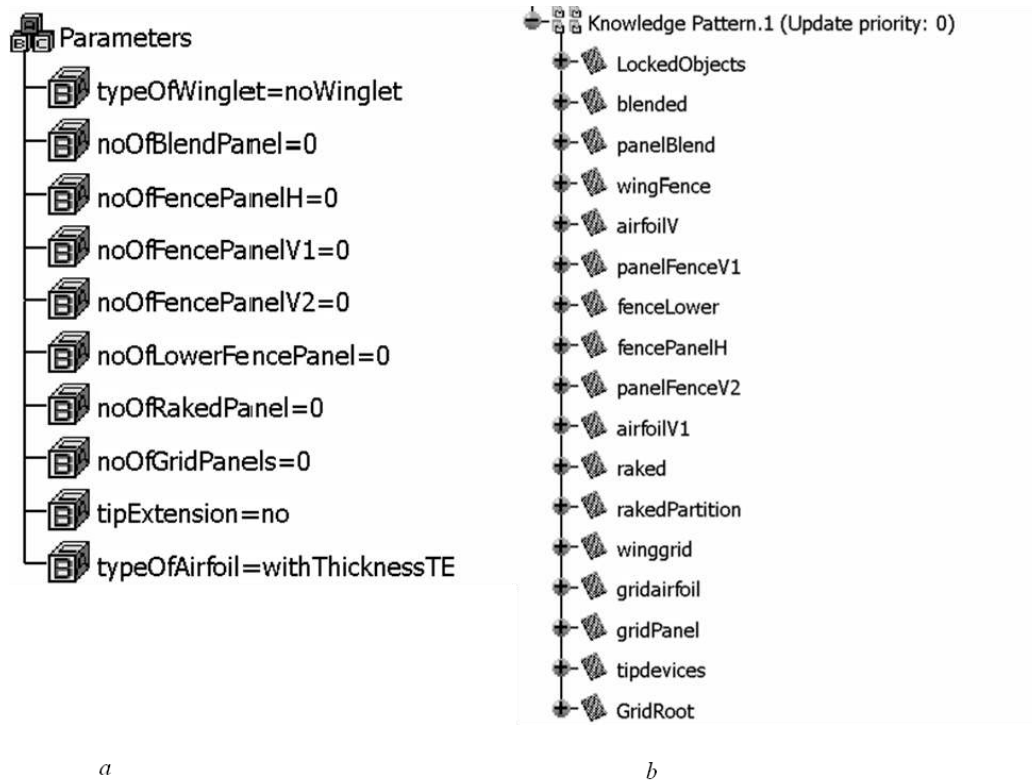 Parameters
typeOfWinglet=noWinglet
noOfBlendPanel=0
noOfFencePanelH=0
noOfFencePanelV1=0
noOfFencePanelV2=0
noOfLowerFencePanel=0
noOfRakedPanel=0
noOfGridPanels=0
tipExtension=no
typeOfAirfoil=withThicknessTE
a
Knowledge Pattern.1 (Update priority: 0)
LockedObjects
blended
panelBlend
wingFence
airfoilV
panelFenceV1
fenceLower
fencePanelH
panelFenceV2
airfoilV1
raked
rakedPartition
winggrid
gridairfoil
gridPanel
tipdevices
GridRoot
b